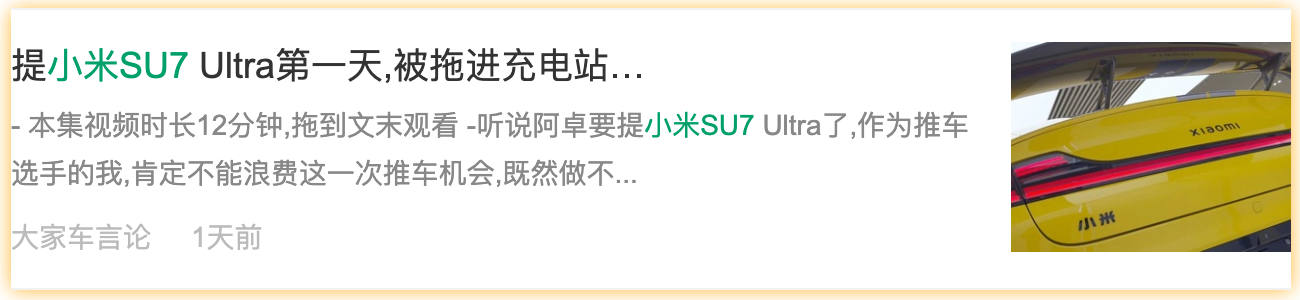 提小米SU7 Ultra第一天,被拖进充电站...
- 本集视频时长12分钟,拖到文末观看 -听说阿卓要提小米SU7 Ultra了,作为推车
选手的我,肯定不能浪费这一次推车机会,既然做不...
大家车言论 1天前
xiaomi
小米